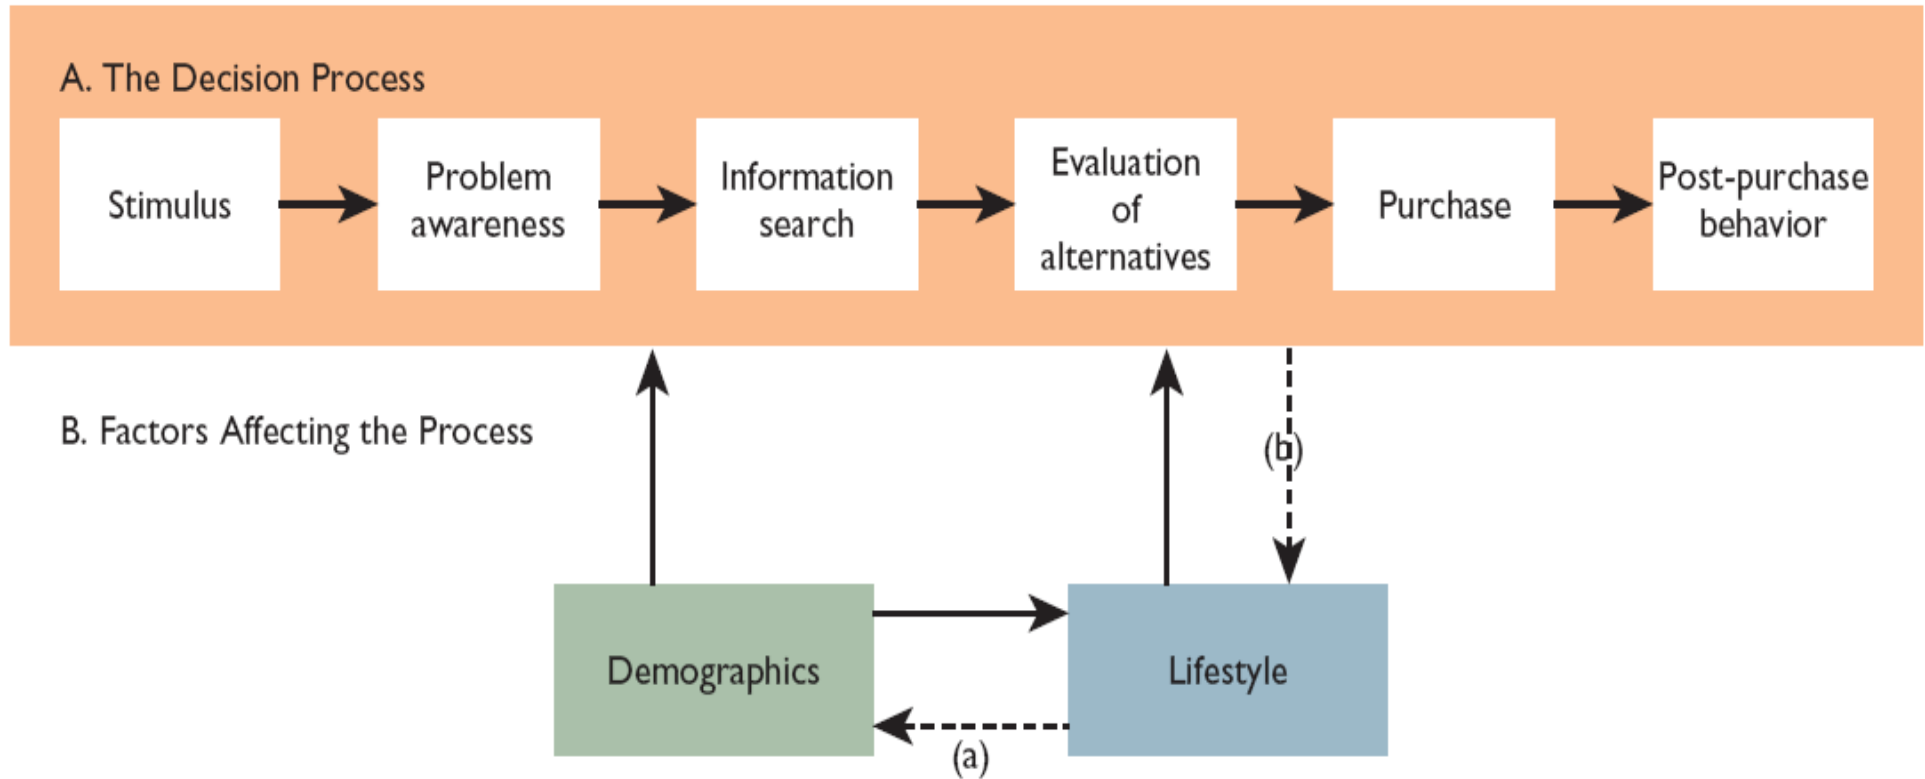 A. The Decision Process
Stimulus
Problem
awareness
Information
search
Evaluation
of
alternatives
Purchase
Post-purchase
behavior
B. Factors Affecting the Process
(b)
Demographics
Lifestyle
(a)